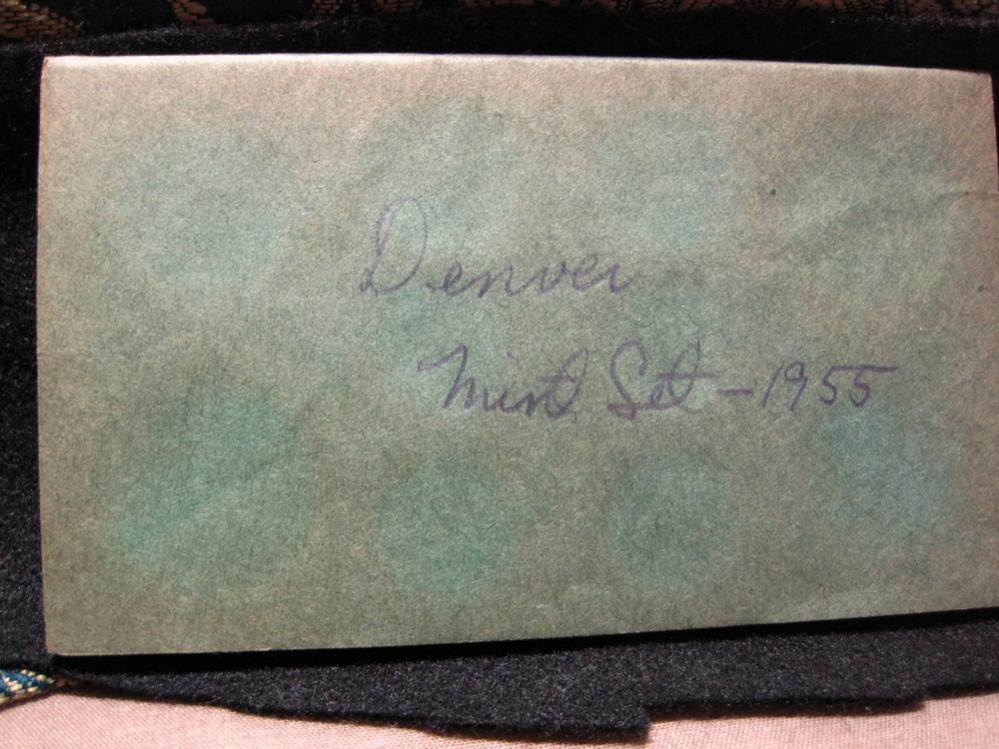 Denver
Mint Set - 1955